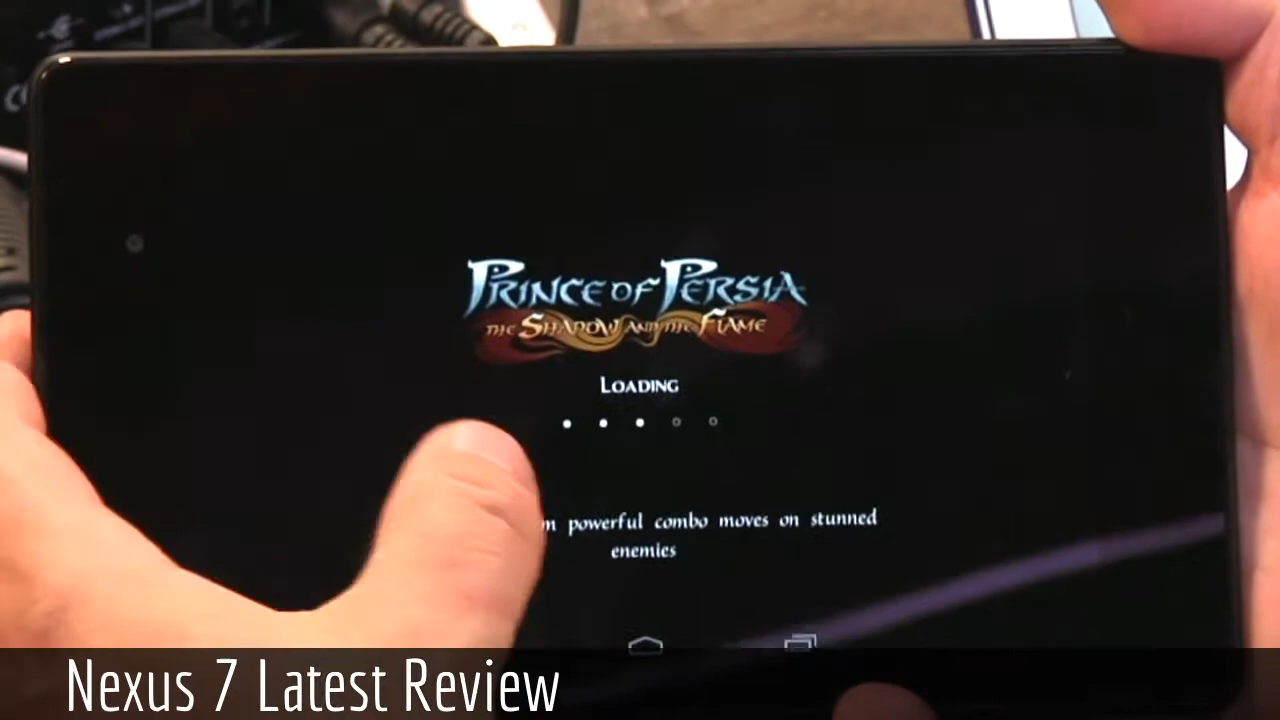 PRINCE OF PERSIA
THE SHADOW AND THE FLAME
LOADING
powerful combo moves on stunned
enemies
Nexus 7 Latest Review